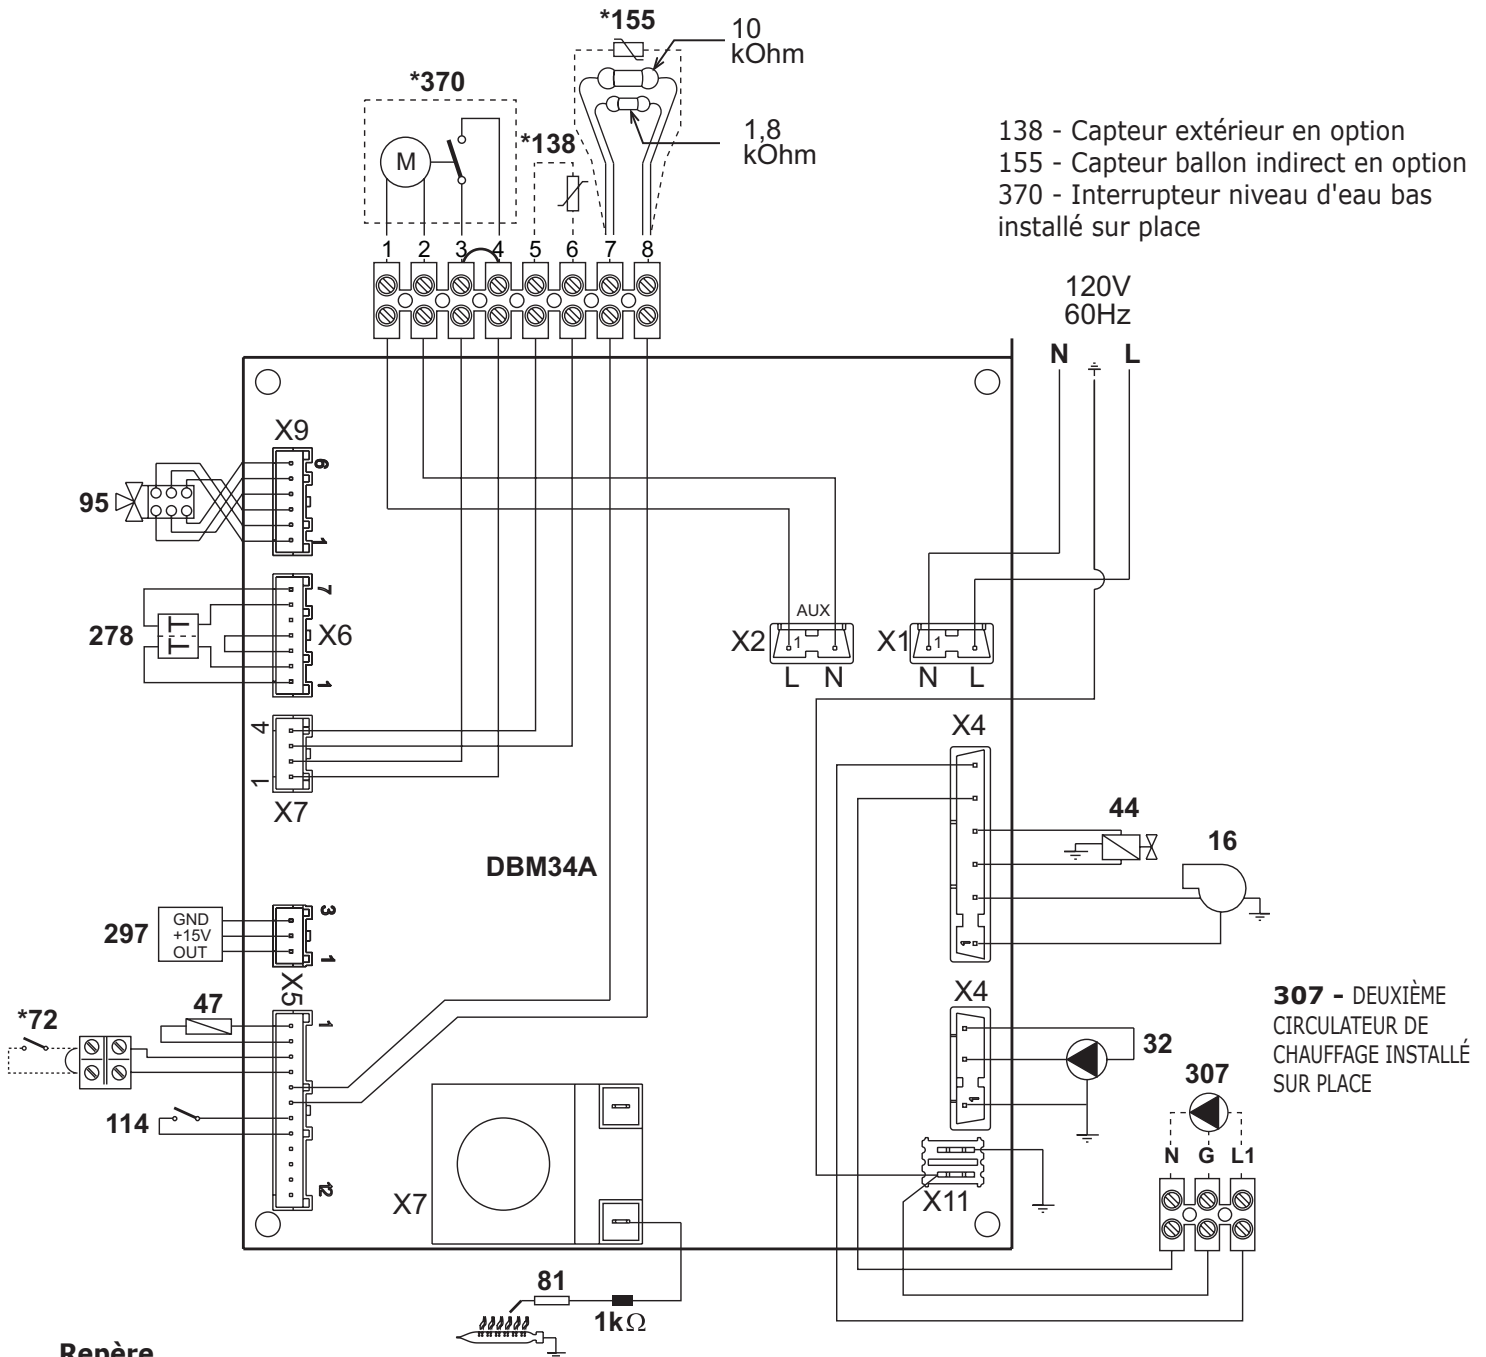 *155
10
kOhm
*370
1,8
kOhm
*138
M
138 - Capteur extérieur en option
155 - Capteur ballon indirect en option
370 - Interrupteur niveau d'eau bas
installé sur place
1 2 3 4 5 6 7 8
120V
60Hz
N L
X9
6
1
95
7
X6
1
278
TT
TT
AUX
X2
1
L N
X1
1
N L
4
1
X7
X4
44
16
1
DBM34A
297
GND
+15V
OUT
3
1
X5
47
*72
1
114
12
X4
32
1
307 - DEUXIÈME
CIRCULATEUR DE
CHAUFFAGE INSTALLÉ
SUR PLACE
307
N G L1
X7
X11
81
1kΩ
Repère